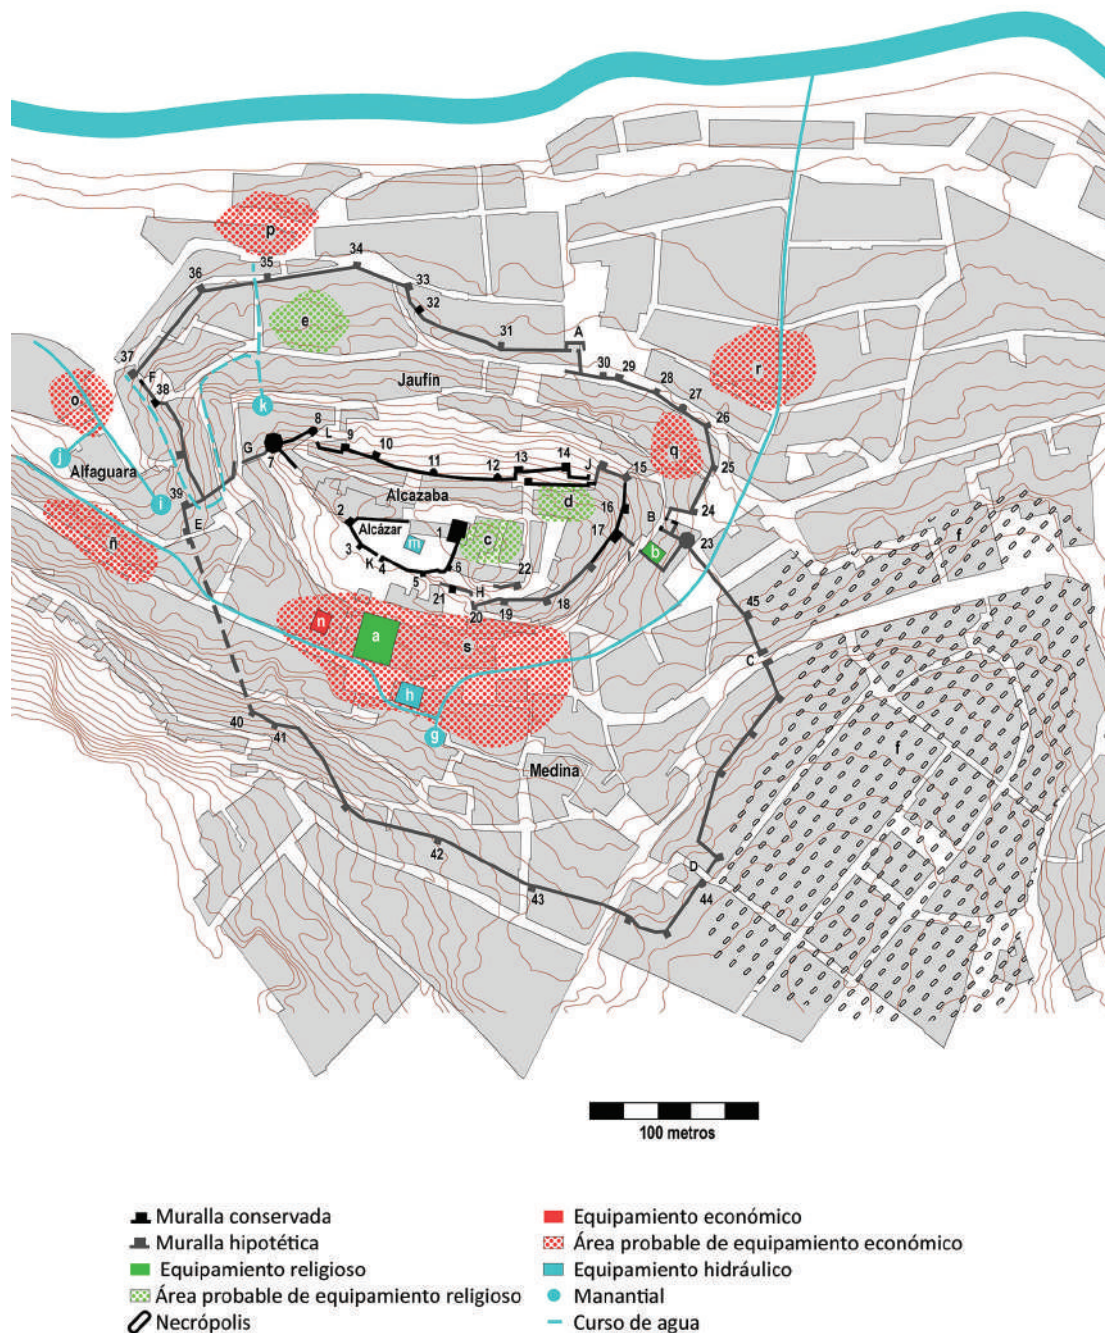 p
34
35
36
33
32
e
31
A
37
F
38
30
29
28
27
26
r
o
Jaufín
k
q
25
j
Alfaguara
G
7
8
L
9
10
11
12
13
14
J
15
i
39
E
Alcazaba
d
16
17
24
B
23
2
Alcázar
1
m
c
I
b
f
ñ
3
K
4
5
6
21
H
22
20
19
18
45
C
n
a
s
h
g
40
41
Medina
f
42
43
D
44
100 metros
Muralla conservada
Muralla hipotética
Equipamiento religioso
Área probable de equipamiento religioso
Necrópolis
Equipamiento económico
Área probable de equipamiento económico
Equipamiento hidráulico
Manantial
Curso de agua